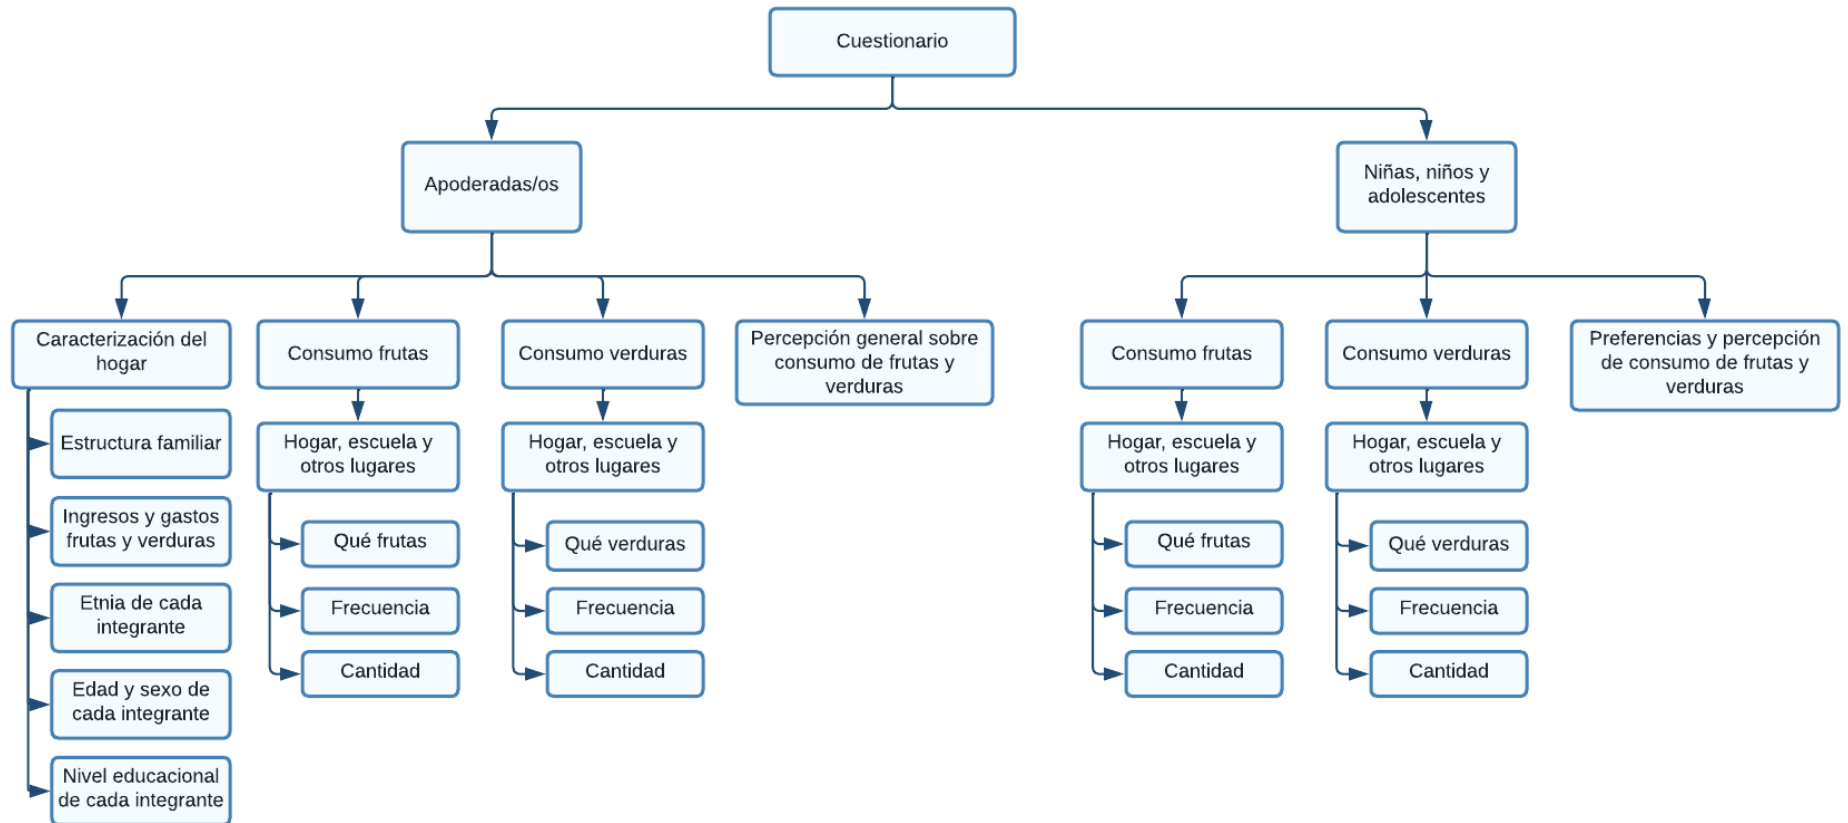 Cuestionario
Apoderadas/os
Niñas, niños y
adolescentes
Caracterización del
hogar
Estructura familiar
Ingresos y gastos
frutas y verduras
Etnia de cada
integrante
Edad y sexo de
cada integrante
Nivel educacional
de cada integrante
Consumo frutas
Hogar, escuela y
otros lugares
Qué frutas
Frecuencia
Cantidad
Consumo verduras
Hogar, escuela y
otros lugares
Qué verduras
Frecuencia
Cantidad
Percepción general sobre
consumo de frutas y
verduras
Consumo frutas
Hogar, escuela y
otros lugares
Qué frutas
Frecuencia
Cantidad
Consumo verduras
Hogar, escuela y
otros lugares
Qué verduras
Frecuencia
Cantidad
Preferencias y percepción
de consumo de frutas y
verduras